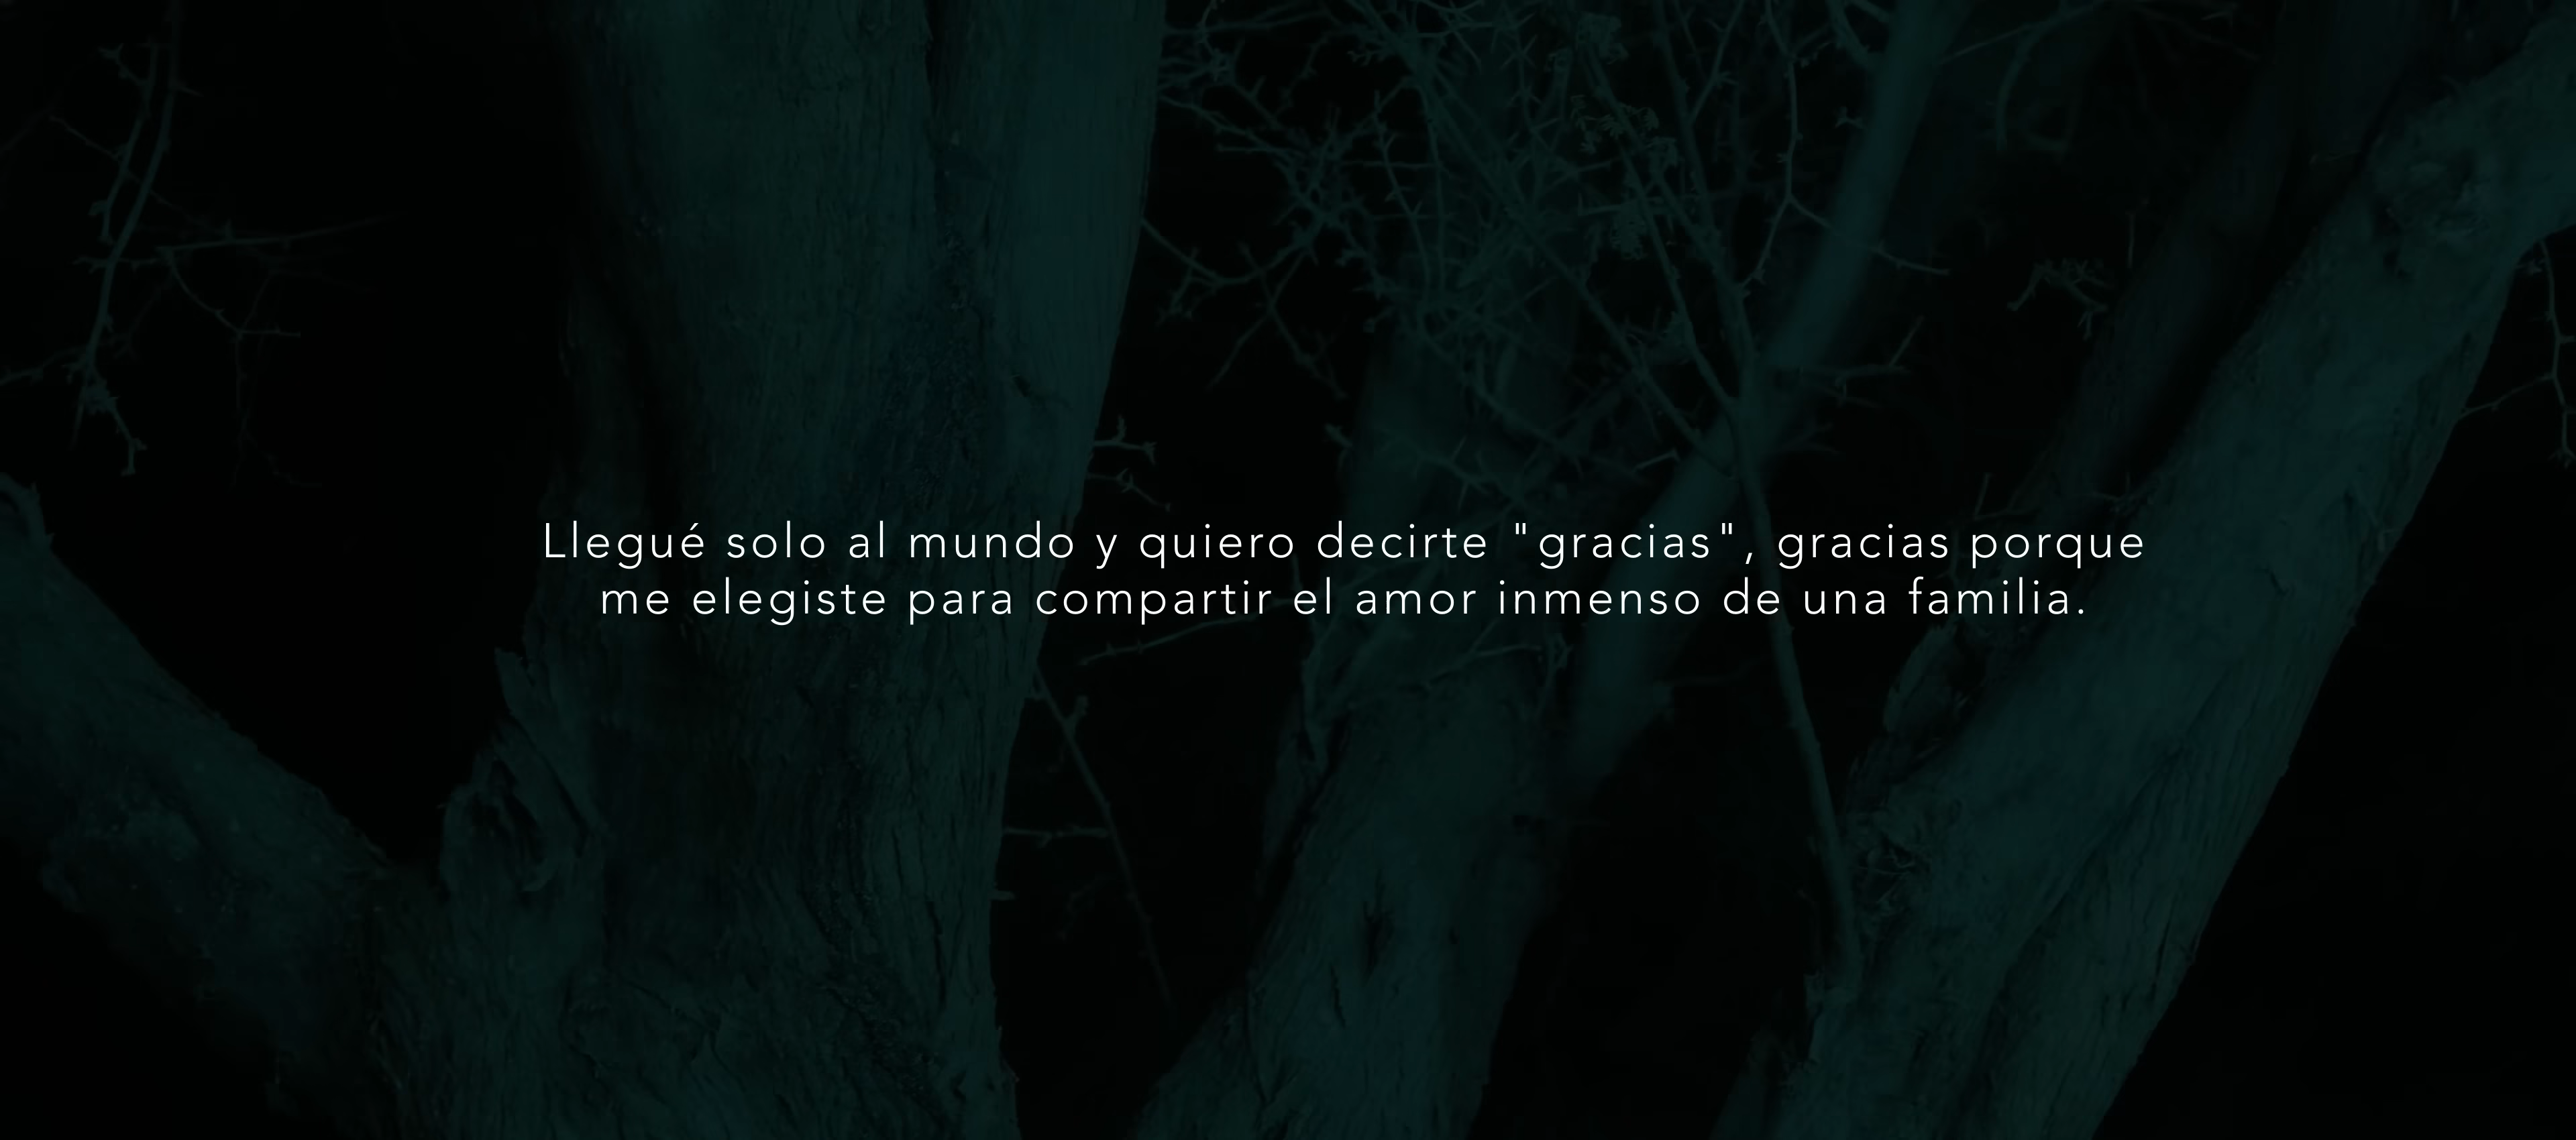 Llegué solo al mundo y quiero decirte "gracias", gracias porque
me elegiste para compartir el amor inmenso de una familia.